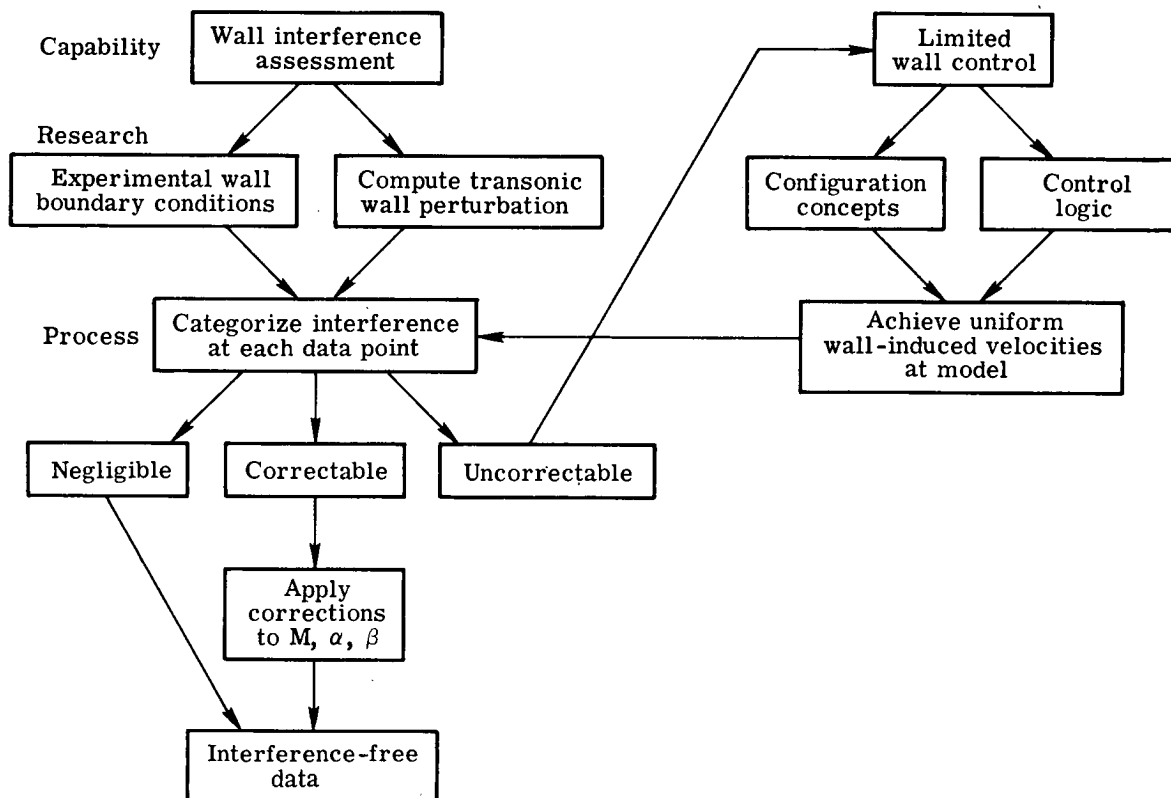 Capability
Wall interference
assessment
Limited
wall control
Research
Experimental wall
boundary conditions
Compute transonic
wall perturbation
Configuration
concepts
Control
logic
Process
Categorize interference
at each data point
Achieve uniform
wall-induced velocities
at model
Negligible
Correctable
Uncorrectable
Apply
corrections
to M, α, β
Interference-free
data